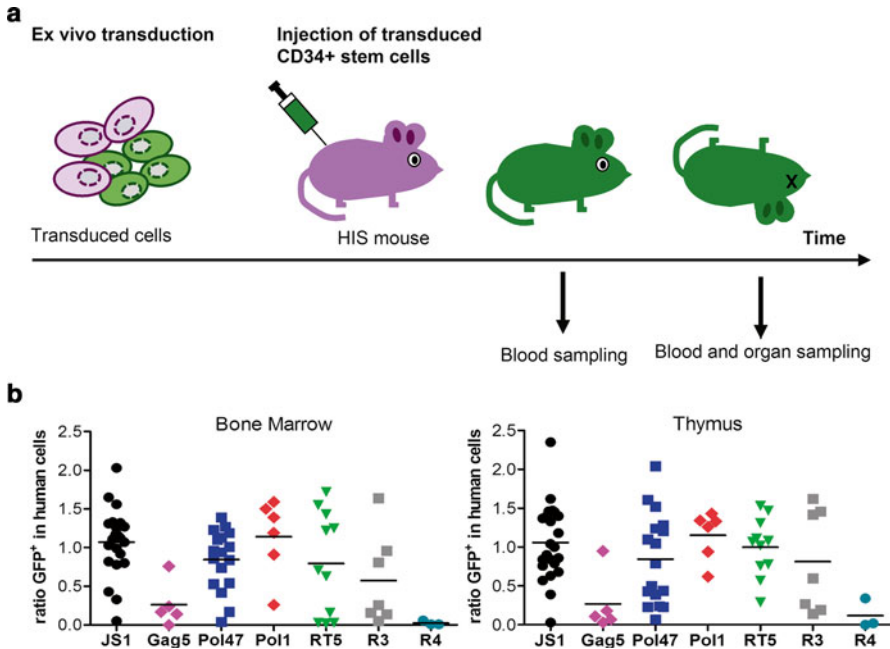 a
Ex vivo transduction
Injection of transduced
CD34+ stem cells
Transduced cells
HIS mouse
X
Time
Blood sampling
Blood and organ sampling
b
Bone Marrow
ratio GFP⁺ in human cells
2.5
2.0
1.5
1.0
0.5
0.0
JS1 Gag5 Pol47 Pol1 RT5 R3 R4
Thymus
ratio GFP⁺ in human cells
2.5
2.0
1.5
1.0
0.5
0.0
JS1 Gag5 Pol47 Pol1 RT5 R3 R4